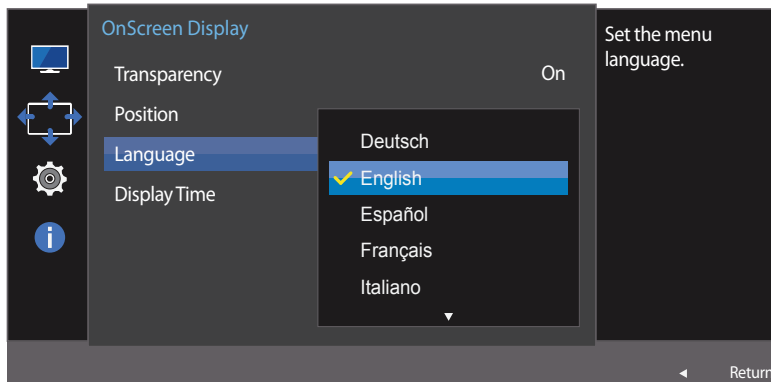 OnScreen Display
Transparency On
Position
Language
Display Time
Deutsch
English
Español
Français
Italiano
Set the menu
language.
Return